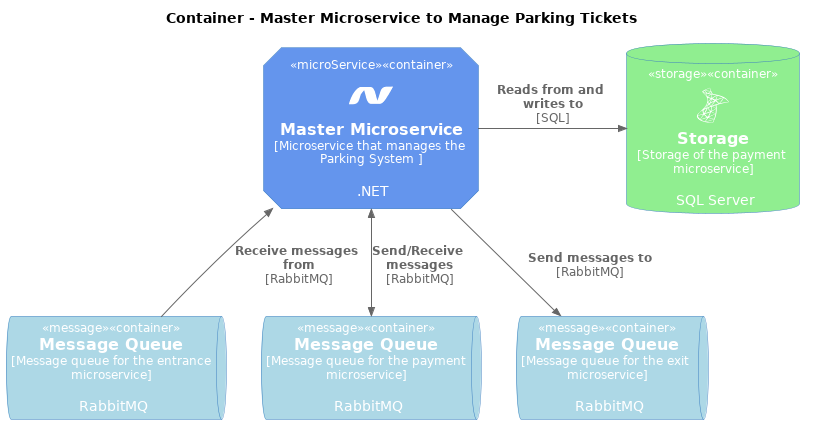 Container - Master Microservice to Manage Parking Tickets
«microService»«container»
Master Microservice
[Microservice that manages the
Parking System ]
.NET
Reads from and
writes to
[SQL]
«storage»«container»
Storage
[Storage of the payment
microservice]
SQL Server
Receive messages
from
[RabbitMQ]
Send/Receive
messages
[RabbitMQ]
Send messages to
[RabbitMQ]
«message»«container»
Message Queue
[Message queue for the entrance
microservice]
RabbitMQ
«message»«container»
Message Queue
[Message queue for the payment
microservice]
RabbitMQ
«message»«container»
Message Queue
[Message queue for the exit
microservice]
RabbitMQ